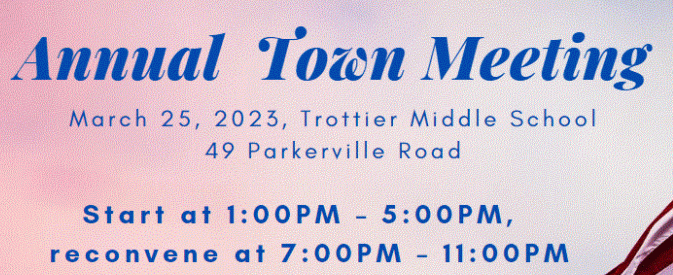 Annual Town Meeting
March 25, 2023, Trottier Middle School
49 Parkerville Road
Start at 1:00PM – 5:00PM,
reconvene at 7:00PM – 11:00PM